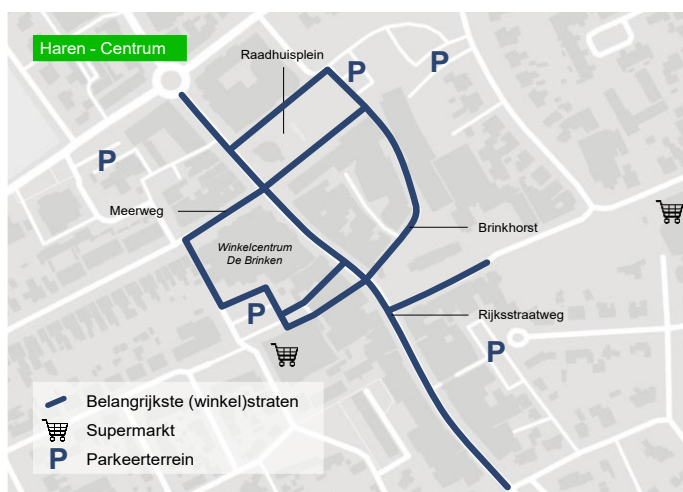 Haren - Centrum
Raadhuisplein
P
P
P
Meerweg
Winkelcentrum
De Brinken
Brinkhorst
P
Rijksstraatweg
P
Belangrijkste (winkel)straten
Supermarkt
P Parkeerterrein